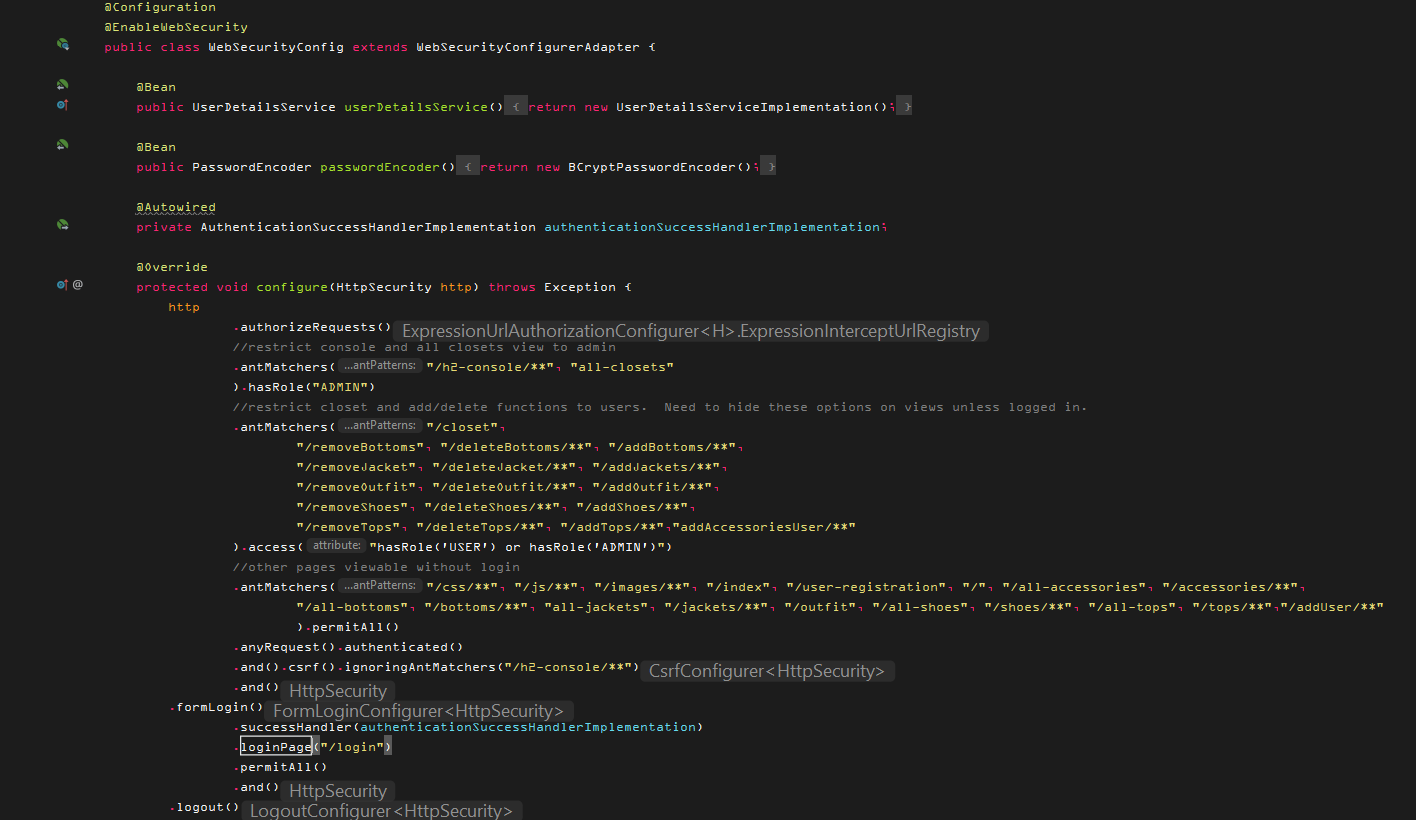 @Configuration
@EnableWebSecurity
public class WebSecurityConfig extends WebSecurityConfigurerAdapter {
@Bean
public UserDetailsService userDetailsService() { return new UserDetailsServiceImplementation(); }
@Bean
public PasswordEncoder passwordEncoder() { return new BCryptPasswordEncoder(); }
@Autowired
private AuthenticationSuccessHandlerImplementation authenticationSuccessHandlerImplementation;
@Override
@ protected void configure(HttpSecurity http) throws Exception {
http
.authorizeRequests() ExpressionUrlAuthorizationConfigurer<H>.ExpressionInterceptUrlRegistry
//restrict console and all closets view to admin
.antMatchers( ...antPatterns: "/h2-console/**", "all-closets"
).hasRole("ADMIN")
//restrict closet and add/delete functions to users.  Need to hide these options on views unless logged in.
.antMatchers( ...antPatterns: "/closet",
"/removeBottoms", "/deleteBottoms/**", "/addBottoms/**",
"/removeJacket", "/deleteJacket/**", "/addJackets/**",
"/removeOutfit", "/deleteOutfit/**", "/addOutfit/**",
"/removeShoes", "/deleteShoes/**", "/addShoes/**",
"/removeTops", "/deleteTops/**", "/addTops/**","addAccessoriesUser/**"
).access( attribute: "hasRole('USER') or hasRole('ADMIN')")
//other pages viewable without login
.antMatchers( ...antPatterns: "/css/**", "/js/**", "/images/**", "/index", "/user-registration", "/", "/all-accessories", "/accessories/**",
"/all-bottoms", "/bottoms/**", "all-jackets", "/jackets/**", "/outfit", "/all-shoes", "/shoes/**", "/all-tops", "/tops/**","/addUser/**"
).permitAll()
.anyRequest().authenticated()
.and().csrf().ignoringAntMatchers("/h2-console/**") CsrfConfigurer<HttpSecurity>
.and() HttpSecurity
.formLogin() FormLoginConfigurer<HttpSecurity>
.successHandler(authenticationSuccessHandlerImplementation)
.loginPage("/login")
.permitAll()
.and() HttpSecurity
.logout() LogoutConfigurer<HttpSecurity>